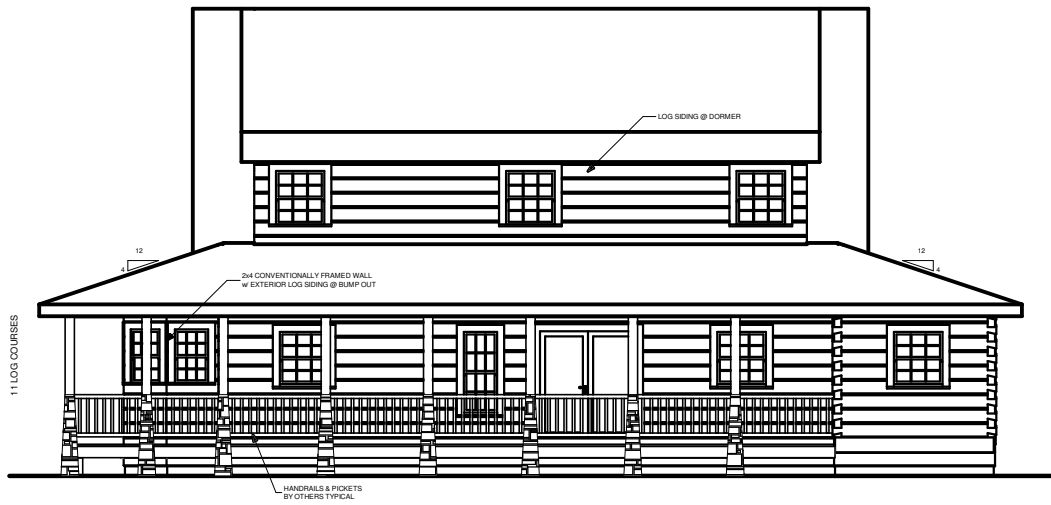 LOG SIDING @ DORMER
12
4
12
4
2x4 CONVENTIONALLY FRAMED WALL
w/ EXTERIOR LOG SIDING @ BUMP OUT
11 LOG COURSES
HANDRAILS & PICKETS
BY OTHERS TYPICAL